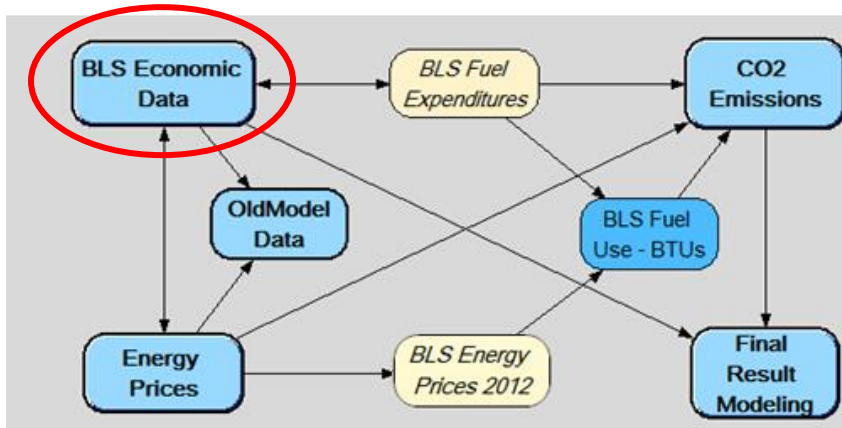 BLS Economic
Data
BLS Fuel
Expenditures
CO2
Emissions
OldModel
Data
BLS Fuel
Use - BTUs
Energy
Prices
BLS Energy
Prices 2012
Final
Result
Modeling